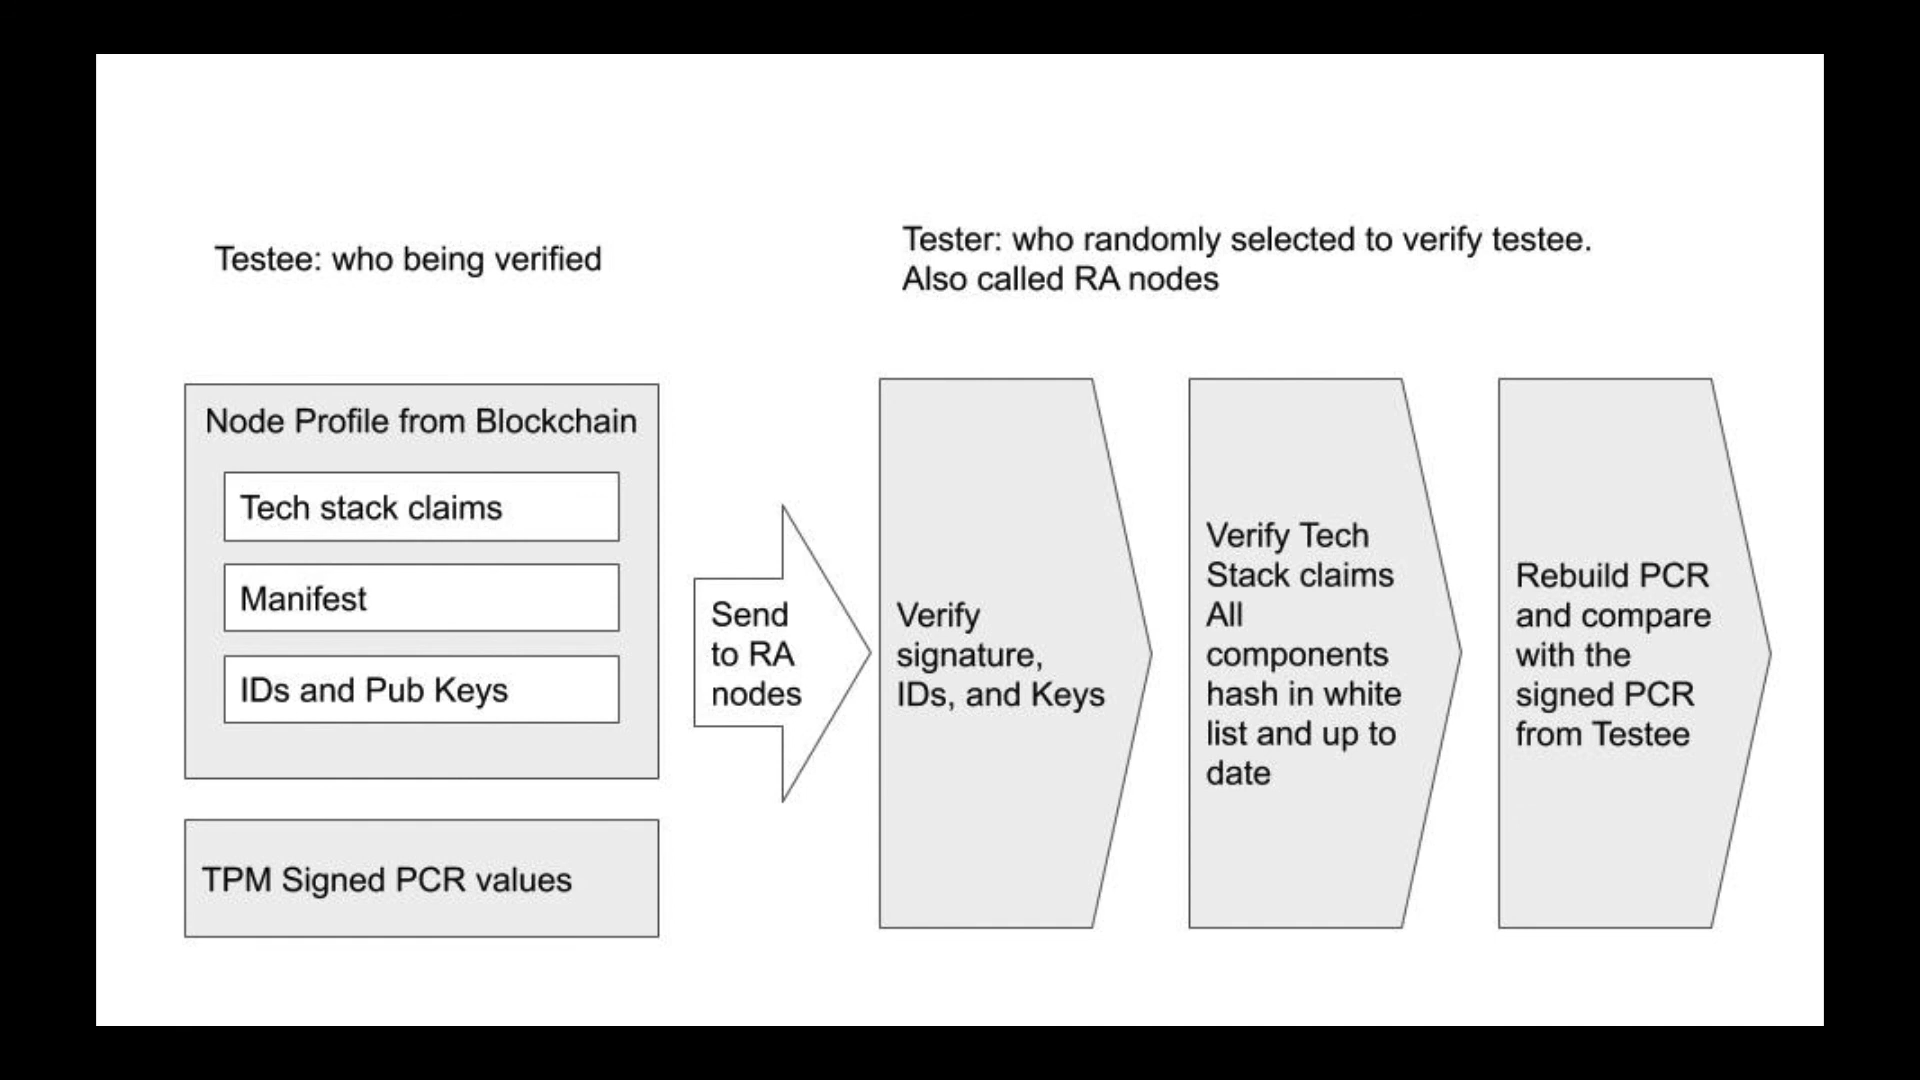 Testee: who being verified
Tester: who randomly selected to verify testee.
Also called RA nodes
Node Profile from Blockchain
Tech stack claims
Manifest
IDs and Pub Keys
TPM Signed PCR values
Send
to RA
nodes
Verify
signature,
IDs, and Keys
Verify Tech
Stack claims
All
components
hash in white
list and up to
date
Rebuild PCR
and compare
with the
signed PCR
from Testee